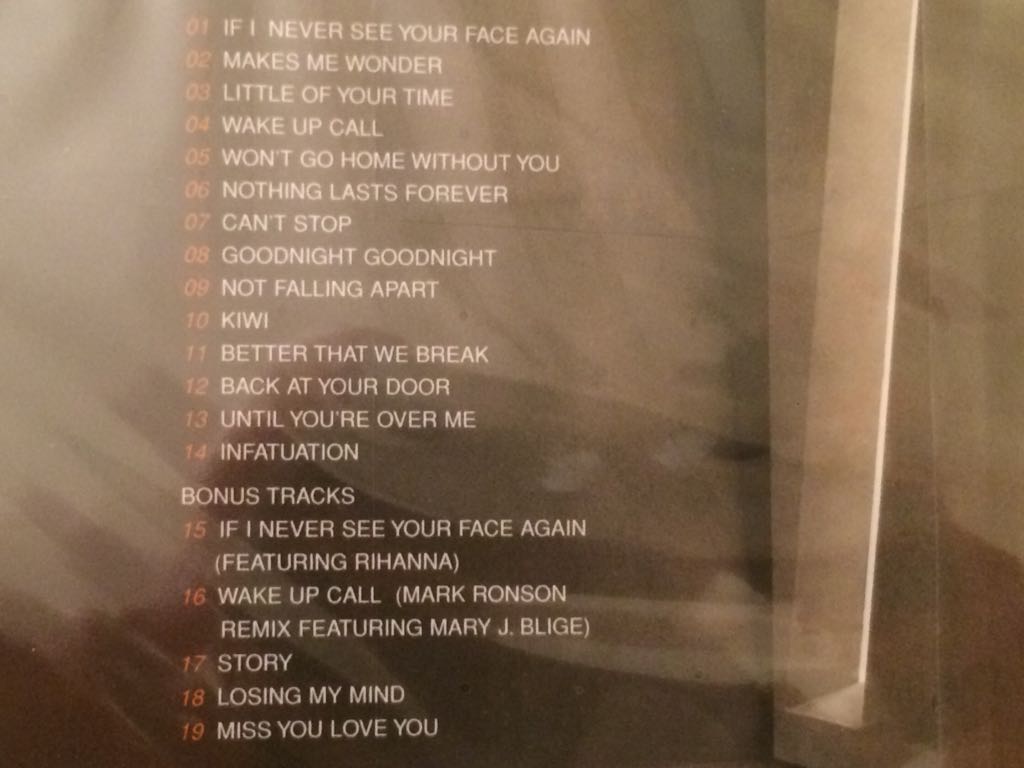 01 IF I NEVER SEE YOUR FACE AGAIN
02 MAKES ME WONDER
03 LITTLE OF YOUR TIME
04 WAKE UP CALL
05 WON'T GO HOME WITHOUT YOU
06 NOTHING LASTS FOREVER
07 CAN'T STOP
08 GOODNIGHT GOODNIGHT
09 NOT FALLING APART
10 KIWI
11 BETTER THAT WE BREAK
12 BACK AT YOUR DOOR
13 UNTIL YOU'RE OVER ME
14 INFATUATION
BONUS TRACKS
15 IF I NEVER SEE YOUR FACE AGAIN
(FEATURING RIHANNA)
16 WAKE UP CALL (MARK RONSON
REMIX FEATURING MARY J. BLIGE)
17 STORY
18 LOSING MY MIND
19 MISS YOU LOVE YOU